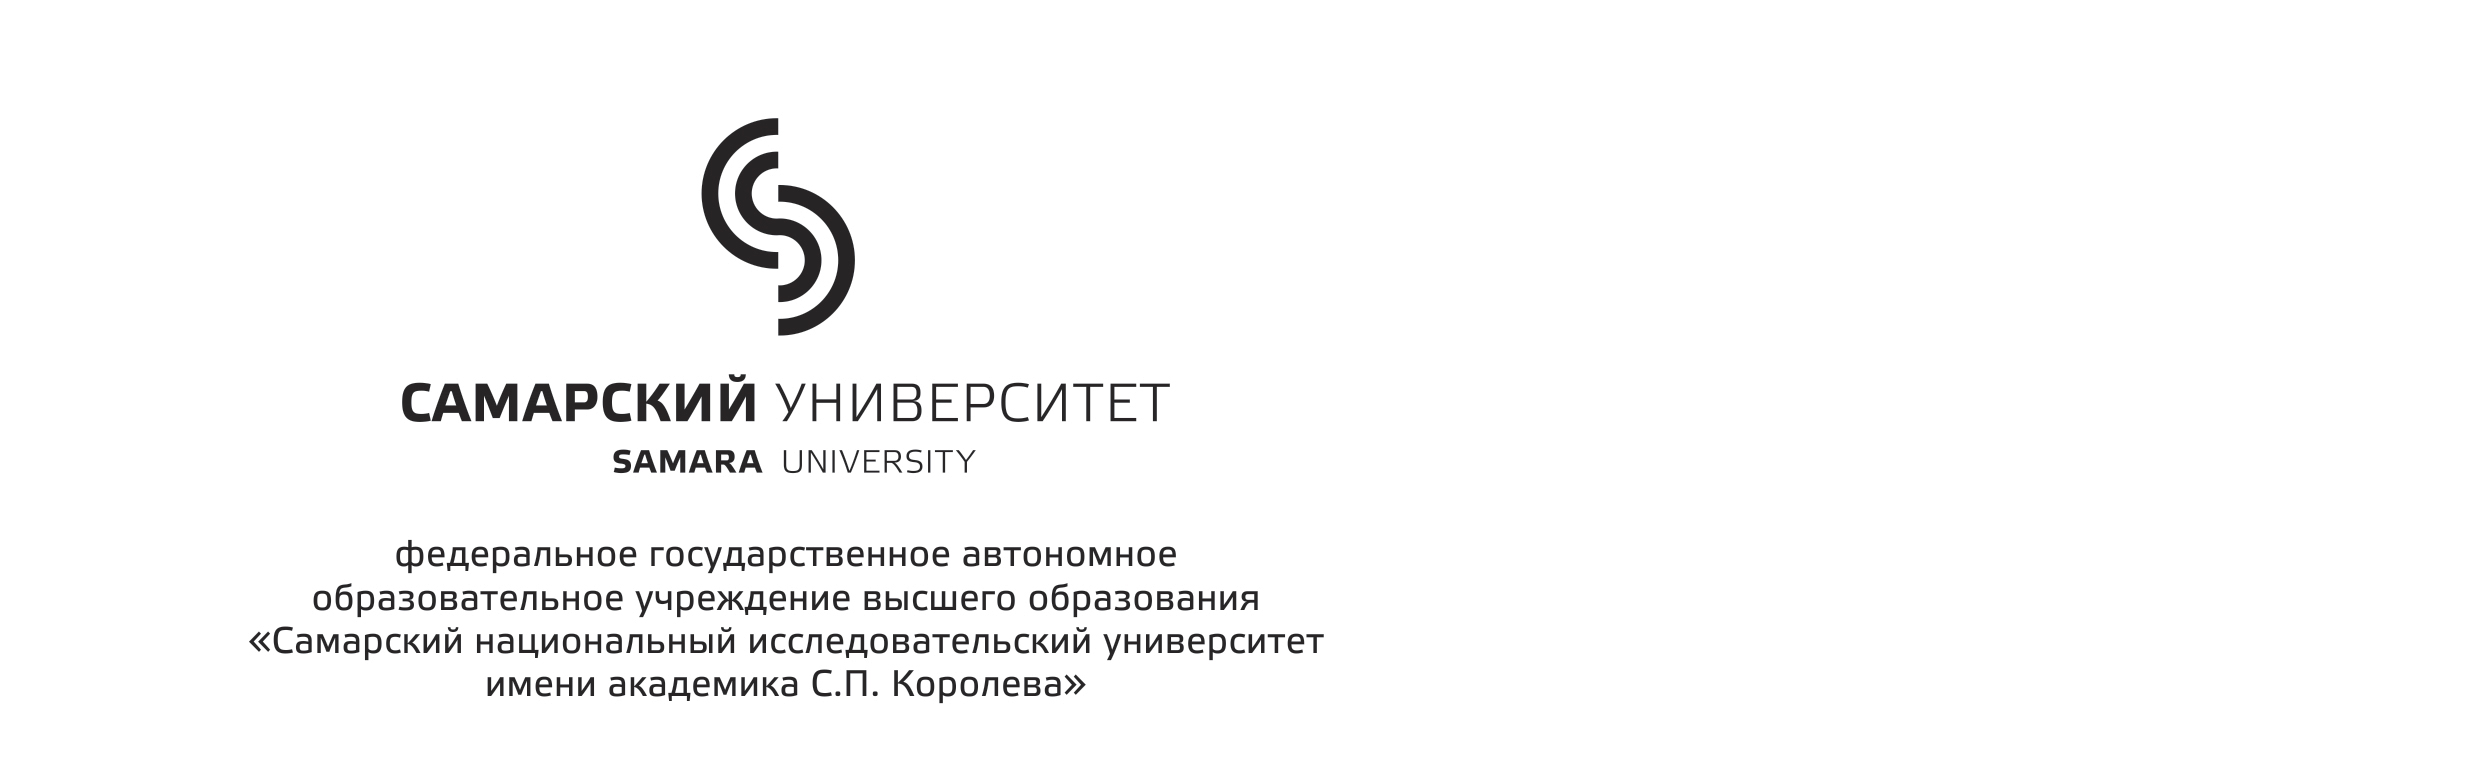 САМАРСКИЙ УНИВЕРСИТЕТ
SAMARA UNIVERSITY
федеральное государственное автономное
образовательное учреждение высшего образования
«Самарский национальный исследовательский университет
имени академика С.П. Королева»